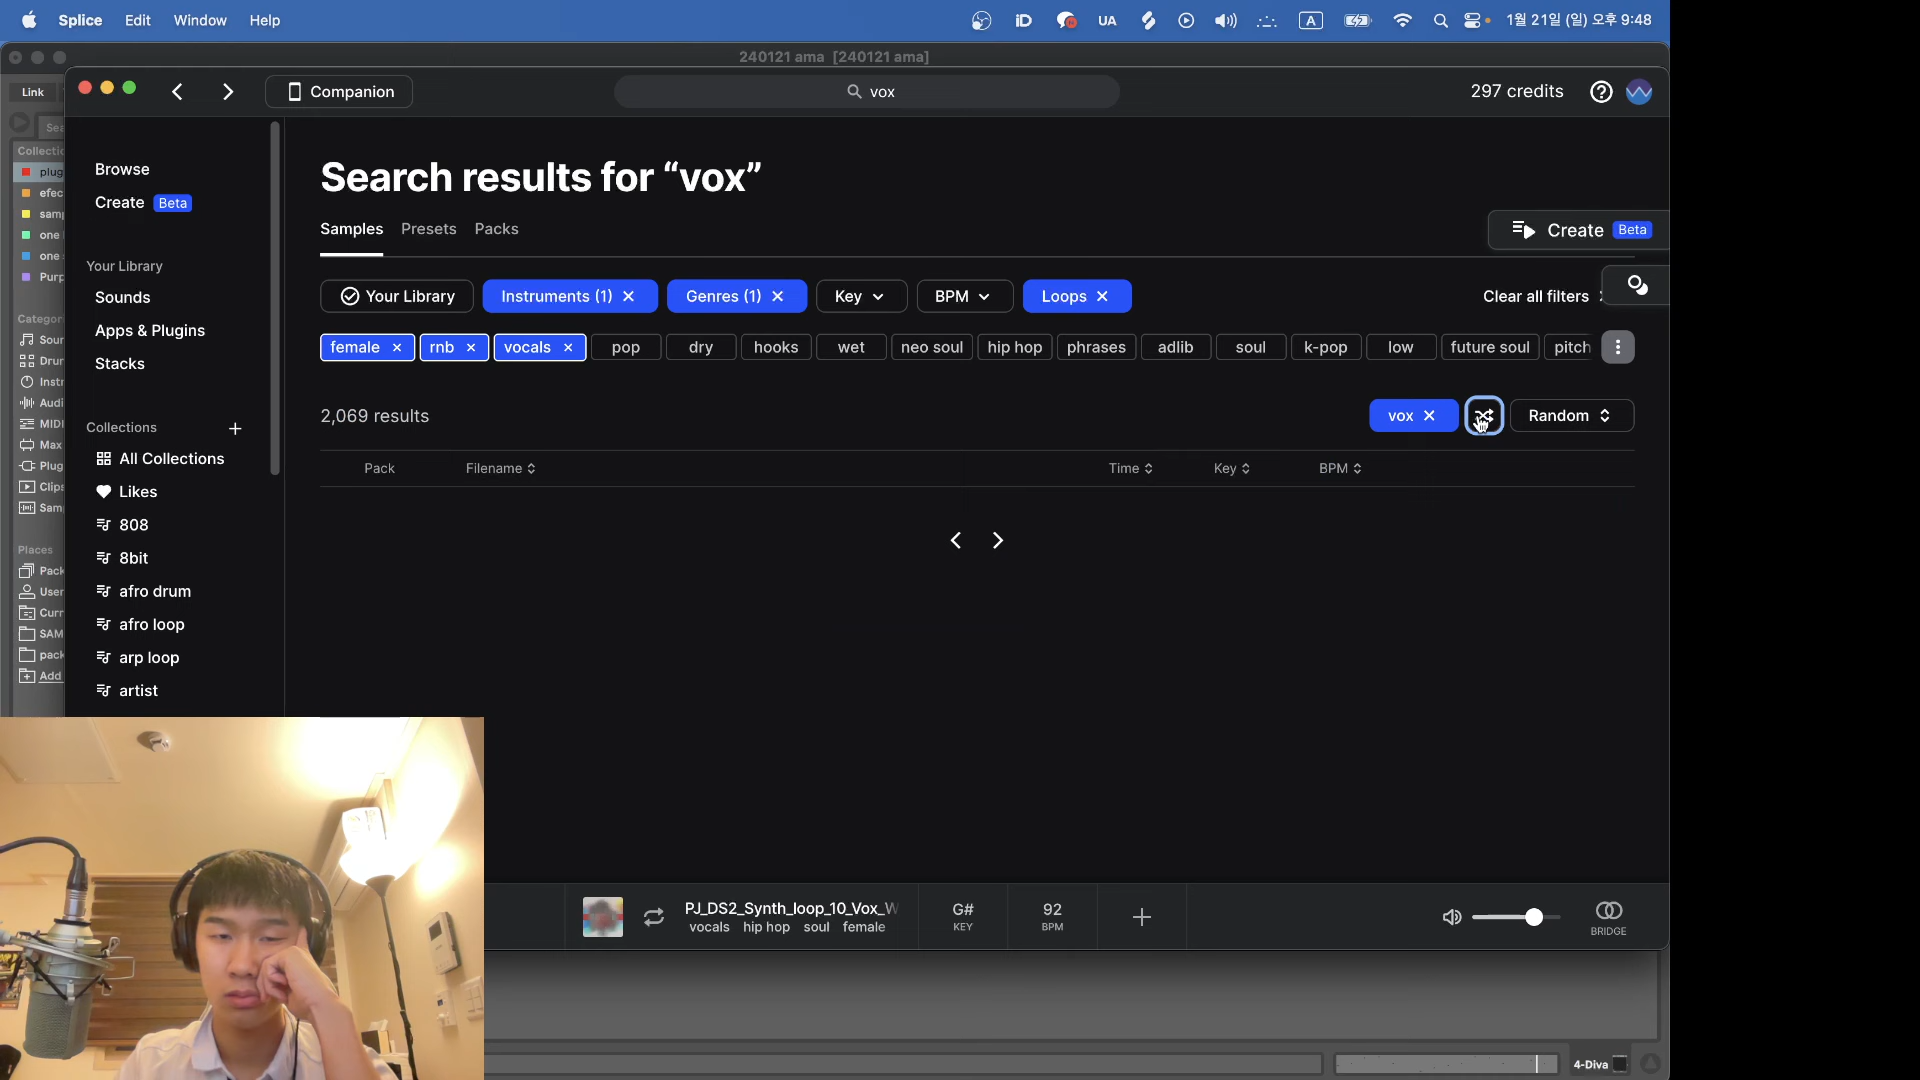 Splice Edit Window Help
iD UA A 1월 21일 (일) 오후 9:48
240121 ama [240121 ama]
Link
Companion
vox
297 credits
Browse
Create Beta
Your Library
Sounds
Apps & Plugins
Stacks
Collections
All Collections
Likes
808
8bit
afro drum
afro loop
arp loop
artist
Search results for “vox”
Samples Presets Packs
Create Beta
Your Library Instruments (1) Genres (1) Key BPM Loops Clear all filters
female rnb vocals pop dry hooks wet neo soul hip hop phrases adlib soul k-pop low future soul pitch
2,069 results
vox Random
Pack Filename Time Key BPM
PJ_DS2_Synth_loop_10_Vox_W
vocals hip hop soul female
G#
KEY
92
BPM
BRIDGE
4-Diva
Places